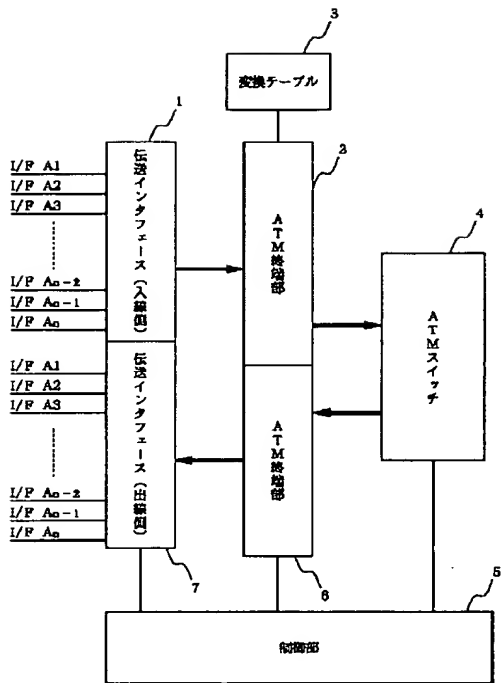 3
変換テーブル
1
2
I/F A1
I/F A2
I/F A3
I/F An-2
I/F An-1
I/F An
伝送インタフェース(入線側)
ATM終端部
4
ATMスイッチ
I/F A1
I/F A2
I/F A3
I/F An-2
I/F An-1
I/F An
伝送インタフェース(出線側)
ATM終端部
7
6
5
制御部